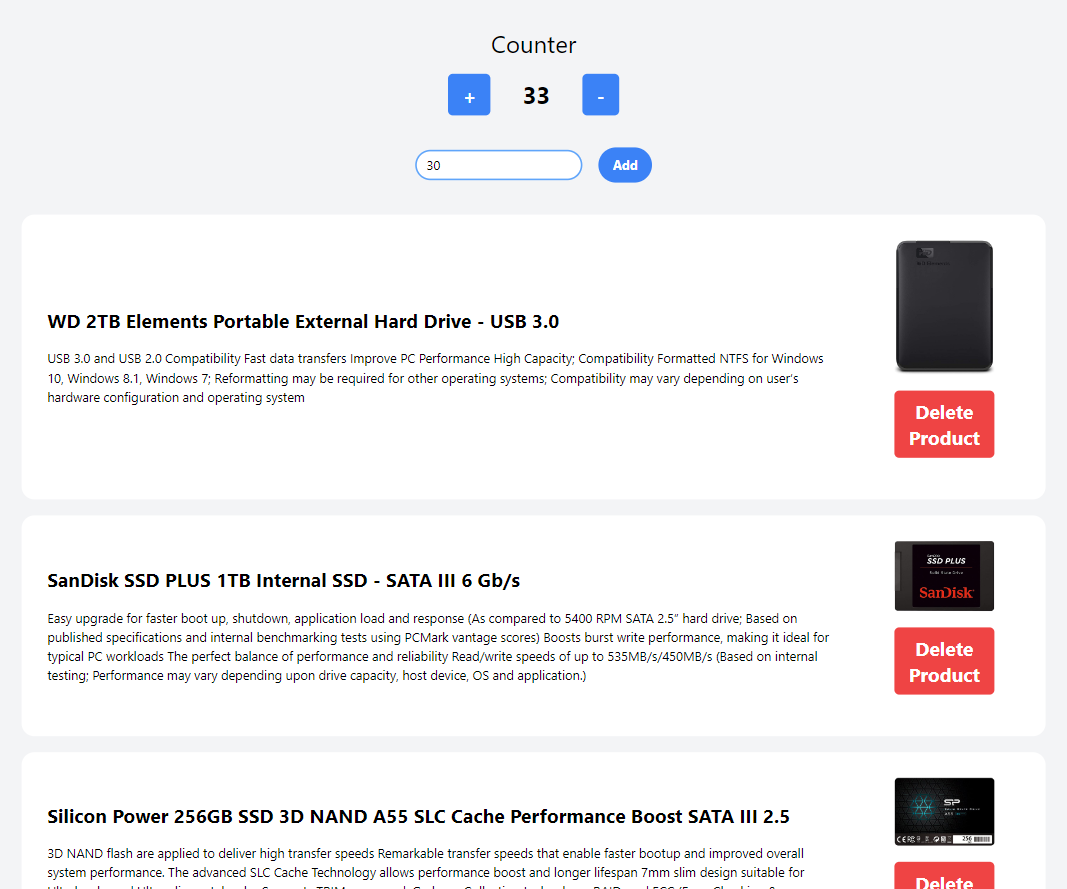 Counter
+ 33 -
30 Add
WD 2TB Elements Portable External Hard Drive - USB 3.0
USB 3.0 and USB 2.0 Compatibility Fast data transfers Improve PC Performance High Capacity; Compatibility Formatted NTFS for Windows
10, Windows 8.1, Windows 7; Reformatting may be required for other operating systems; Compatibility may vary depending on user's
hardware configuration and operating system
WD
Delete
Product
SanDisk SSD PLUS 1TB Internal SSD - SATA III 6 Gb/s
Easy upgrade for faster boot up, shutdown, application load and response (As compared to 5400 RPM SATA 2.5” hard drive; Based on
published specifications and internal benchmarking tests using PCMark vantage scores) Boosts burst write performance, making it ideal for
typical PC workloads The perfect balance of performance and reliability Read/write speeds of up to 535MB/s/450MB/s (Based on internal
testing; Performance may vary depending upon drive capacity, host device, OS and application.)
SSD PLUS
SanDisk
Delete
Product
Silicon Power 256GB SSD 3D NAND A55 SLC Cache Performance Boost SATA III 2.5
3D NAND flash are applied to deliver high transfer speeds Remarkable transfer speeds that enable faster bootup and improved overall
system performance. The advanced SLC Cache Technology allows performance boost and longer lifespan 7mm slim design suitable for
SP
256
Delete